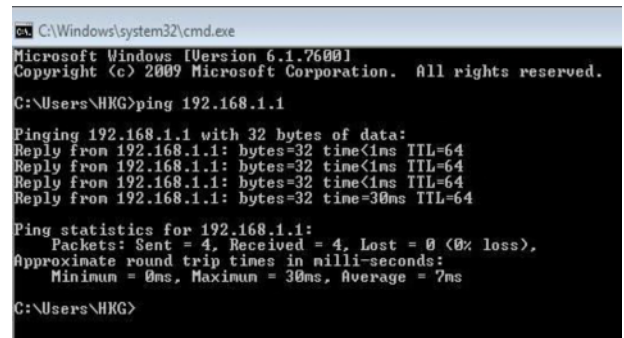 C:\Windows\system32\cmd.exe
Microsoft Windows [Version 6.1.7600]
Copyright (c) 2009 Microsoft Corporation.  All rights reserved.
C:\Users\HKG>ping 192.168.1.1
Pinging 192.168.1.1 with 32 bytes of data:
Reply from 192.168.1.1: bytes=32 time<1ms TTL=64
Reply from 192.168.1.1: bytes=32 time<1ms TTL=64
Reply from 192.168.1.1: bytes=32 time<1ms TTL=64
Reply from 192.168.1.1: bytes=32 time=30ms TTL=64
Ping statistics for 192.168.1.1:
    Packets: Sent = 4, Received = 4, Lost = 0 (0% loss),
Approximate round trip times in milli-seconds:
    Minimum = 0ms, Maximum = 30ms, Average = 7ms
C:\Users\HKG>